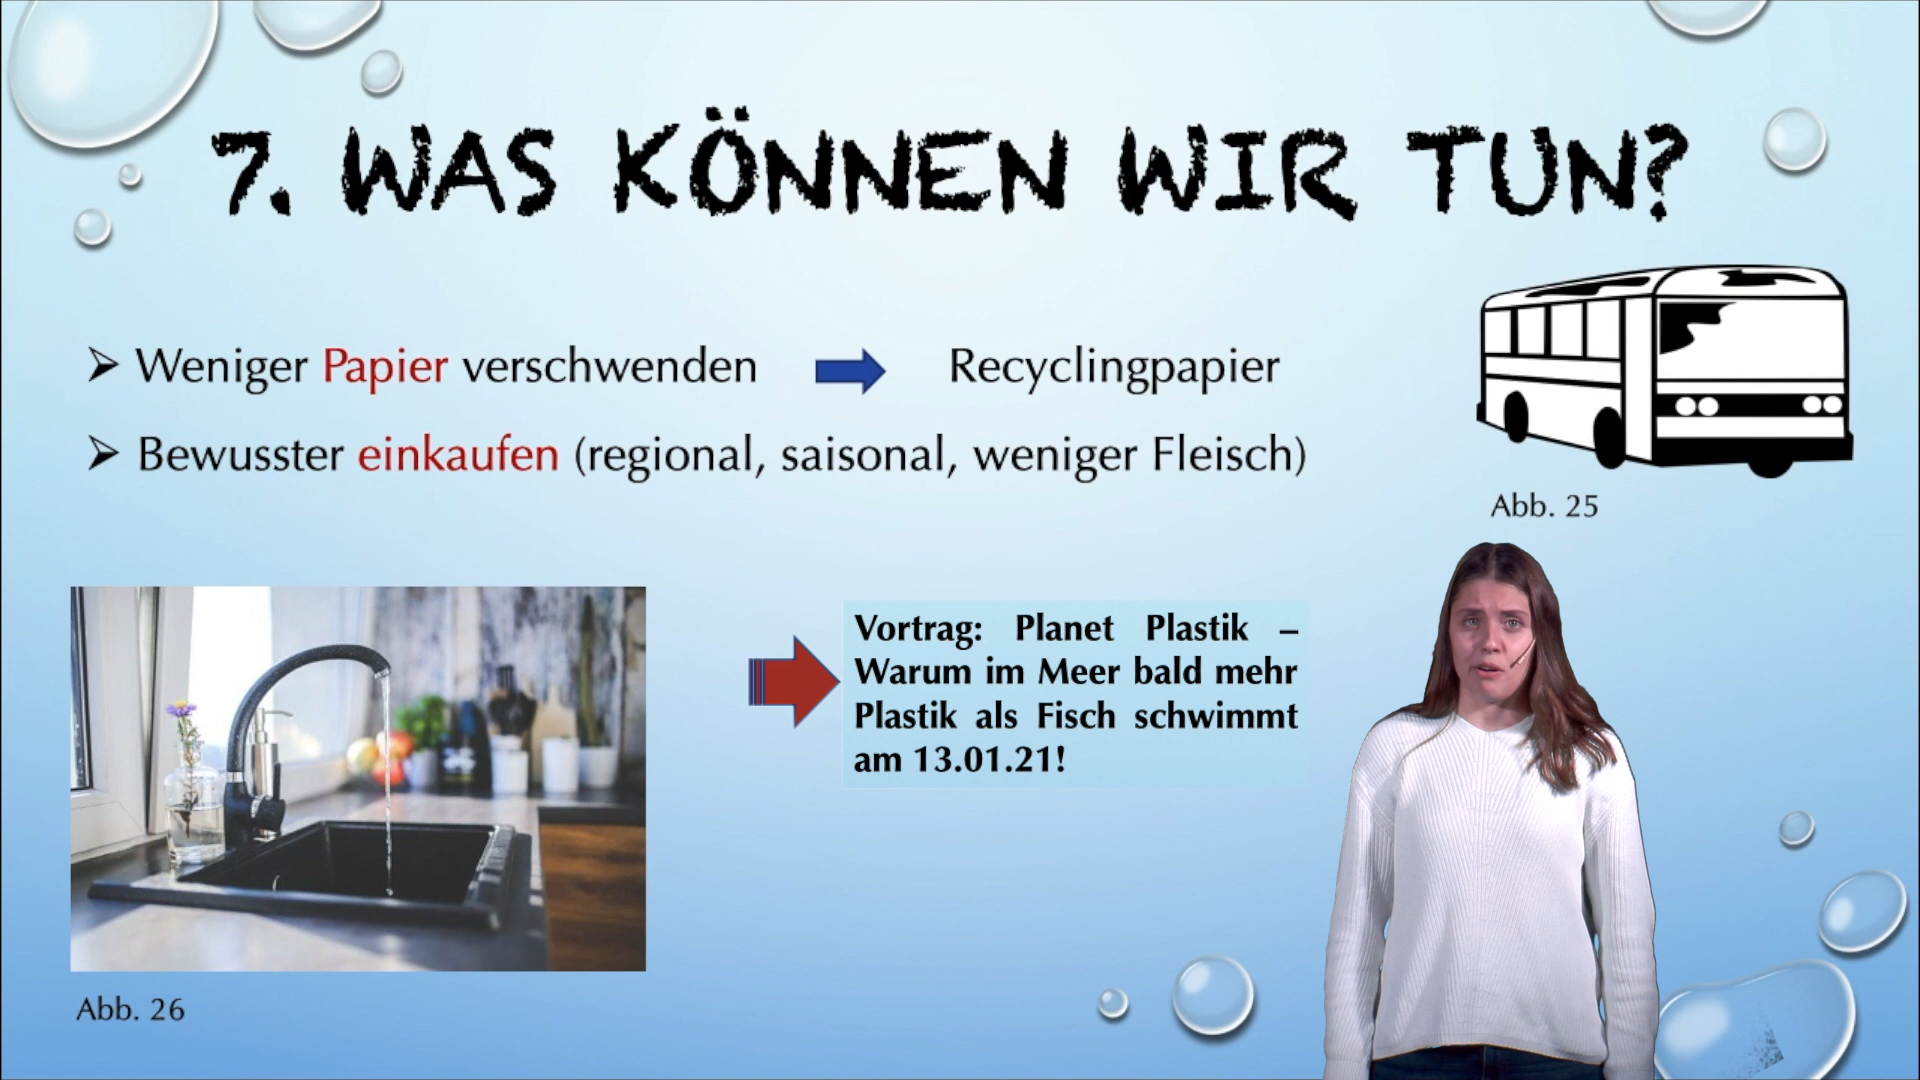 7. WAS KÖNNEN WIR TUN?
Weniger Papier verschwenden Recyclingpapier
Bewusster einkaufen (regional, saisonal, weniger Fleisch)
Abb. 25
Vortrag: Planet Plastik –
Warum im Meer bald mehr
Plastik als Fisch schwimmt
am 13.01.21!
Abb. 26